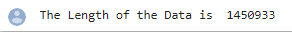 The Length of the Data is  1450933